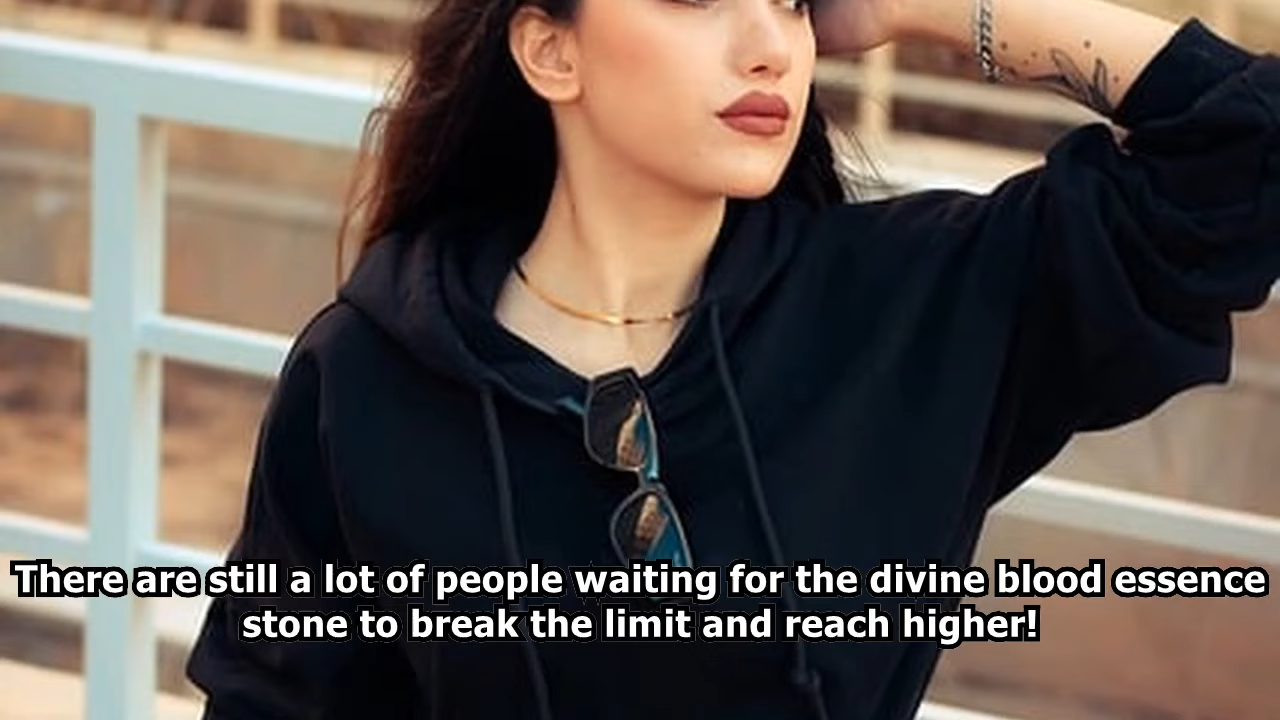 There are still a lot of people waiting for the divine blood essence
stone to break the limit and reach higher!